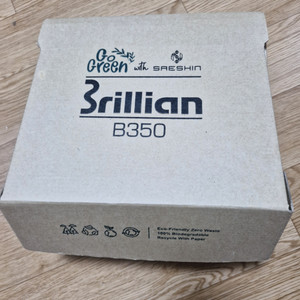 Go Green with SAESHIN
Brillian
B350
Eco-Friendly Zero Waste
100% Biodegradable
Recycle With Paper